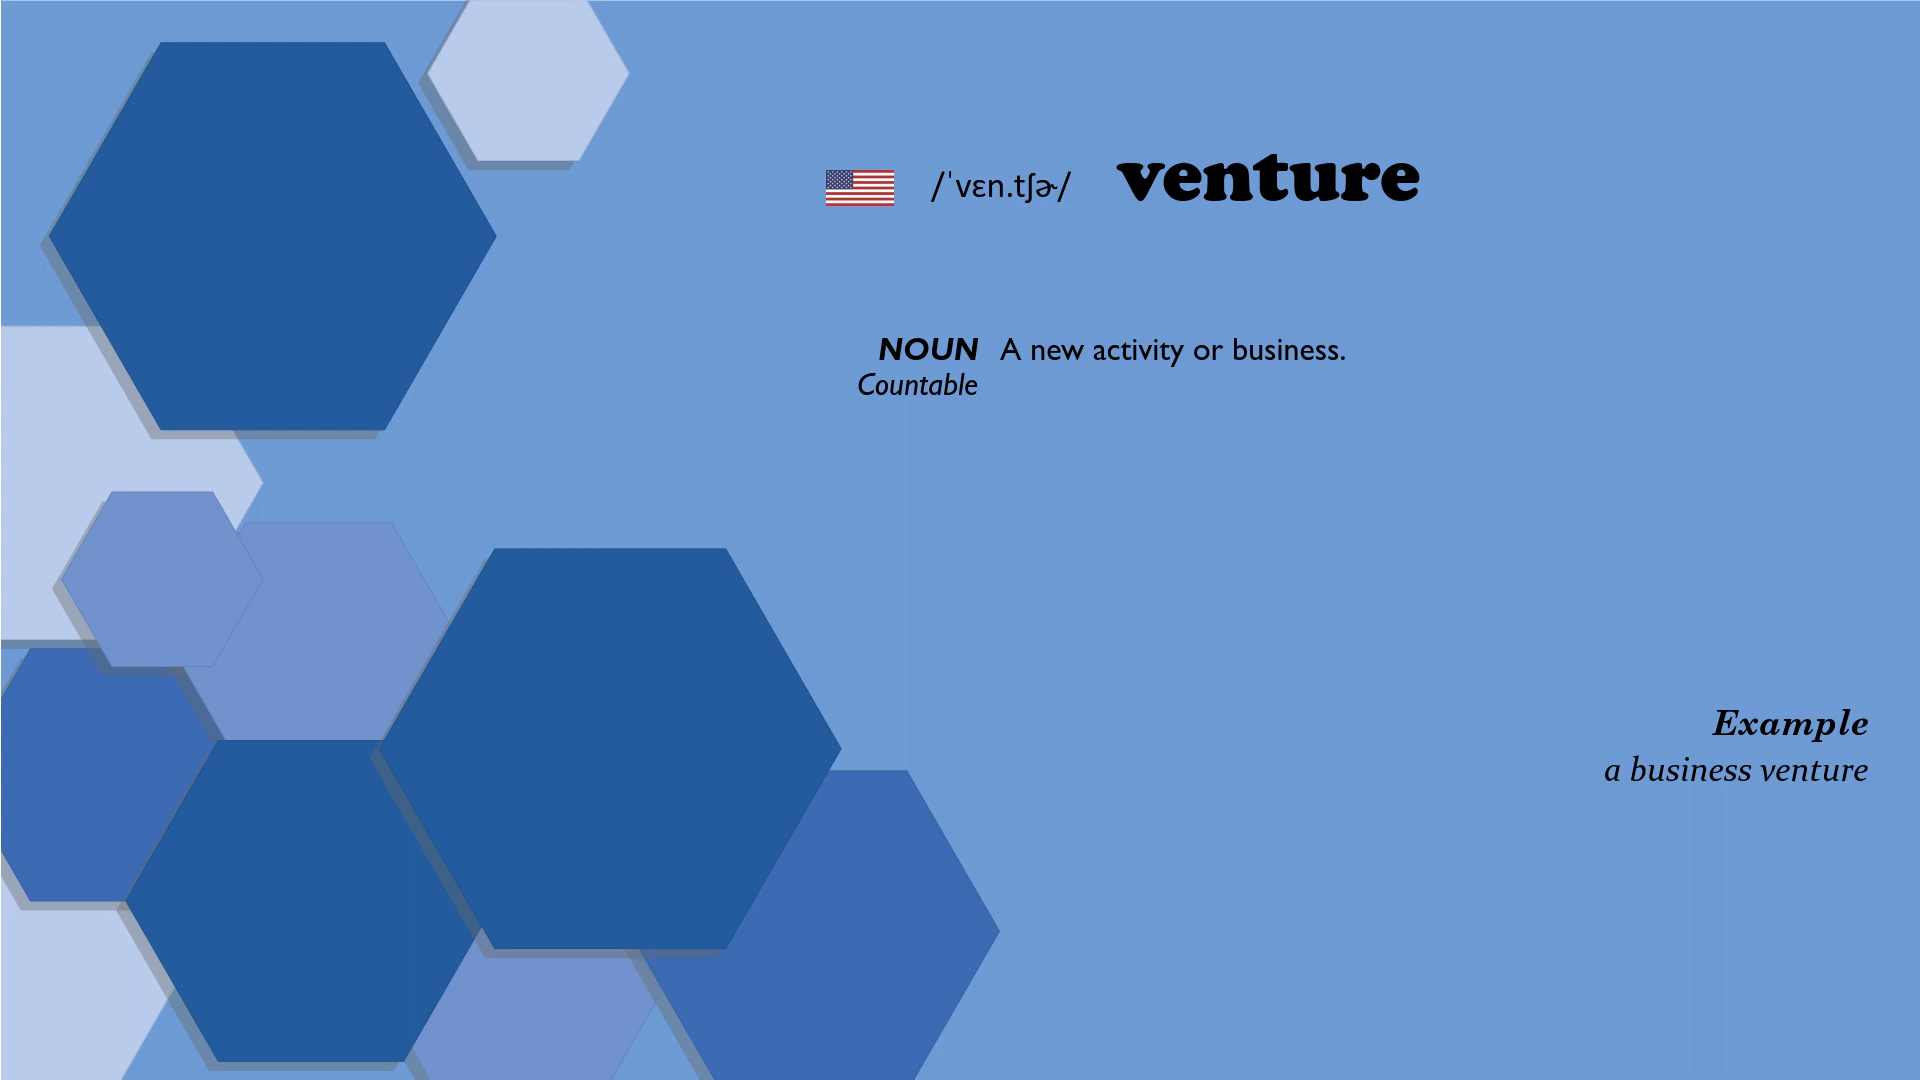 /ˈvɛn.tʃɚ/ venture
NOUN A new activity or business.
Countable
Example
a business venture